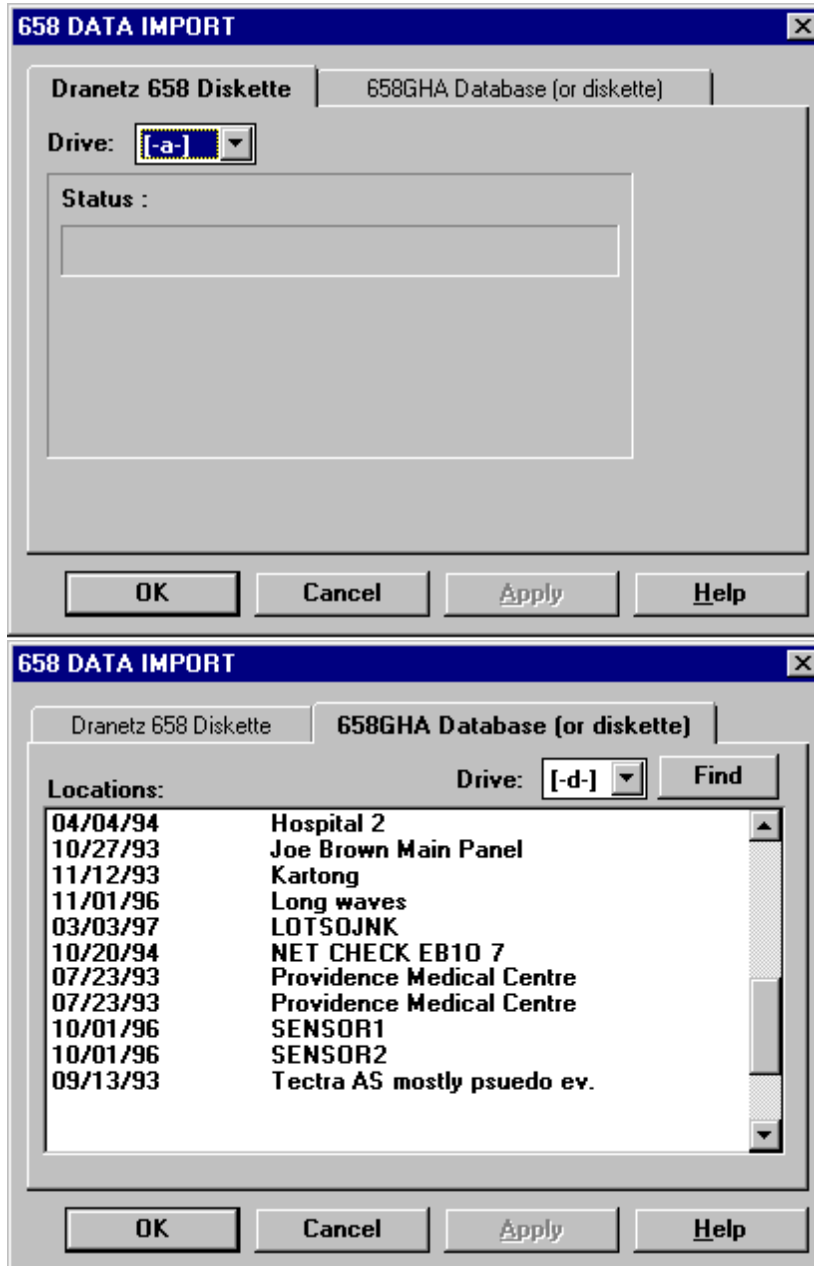 658 DATA IMPORT
Dranetz 658 Diskette 658GHA Database (or diskette)
Drive: [-a-]
Status :
OK Cancel Apply Help
658 DATA IMPORT
Dranetz 658 Diskette 658GHA Database (or diskette)
Locations: Drive: [-d-] Find
04/04/94 Hospital 2
10/27/93 Joe Brown Main Panel
11/12/93 Kartong
11/01/96 Long waves
03/03/97 LOTSOJNK
10/20/94 NET CHECK EB10 7
07/23/93 Providence Medical Centre
07/23/93 Providence Medical Centre
10/01/96 SENSOR1
10/01/96 SENSOR2
09/13/93 Tectra AS mostly psuedo ev.
OK Cancel Apply Help